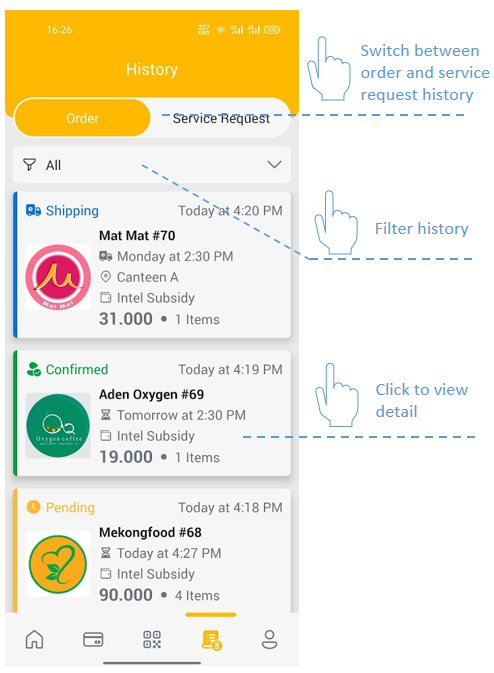 16:26
227
KB/S
4G
4G
History
Order
Service Request
All
Shipping
Today at 4:20 PM
Mat Mat #70
Monday at 2:30 PM
Canteen A
Intel Subsidy
31.000 • 1 Items
Mat Mat
Confirmed
Today at 4:19 PM
Aden Oxygen #69
Tomorrow at 2:30 PM
Intel Subsidy
19.000 • 1 Items
Oxygen coffee
Pending
Today at 4:18 PM
Mekongfood #68
Today at 4:27 PM
Intel Subsidy
90.000 • 4 Items
Switch between
order and service
request history
Filter history
Click to view
detail